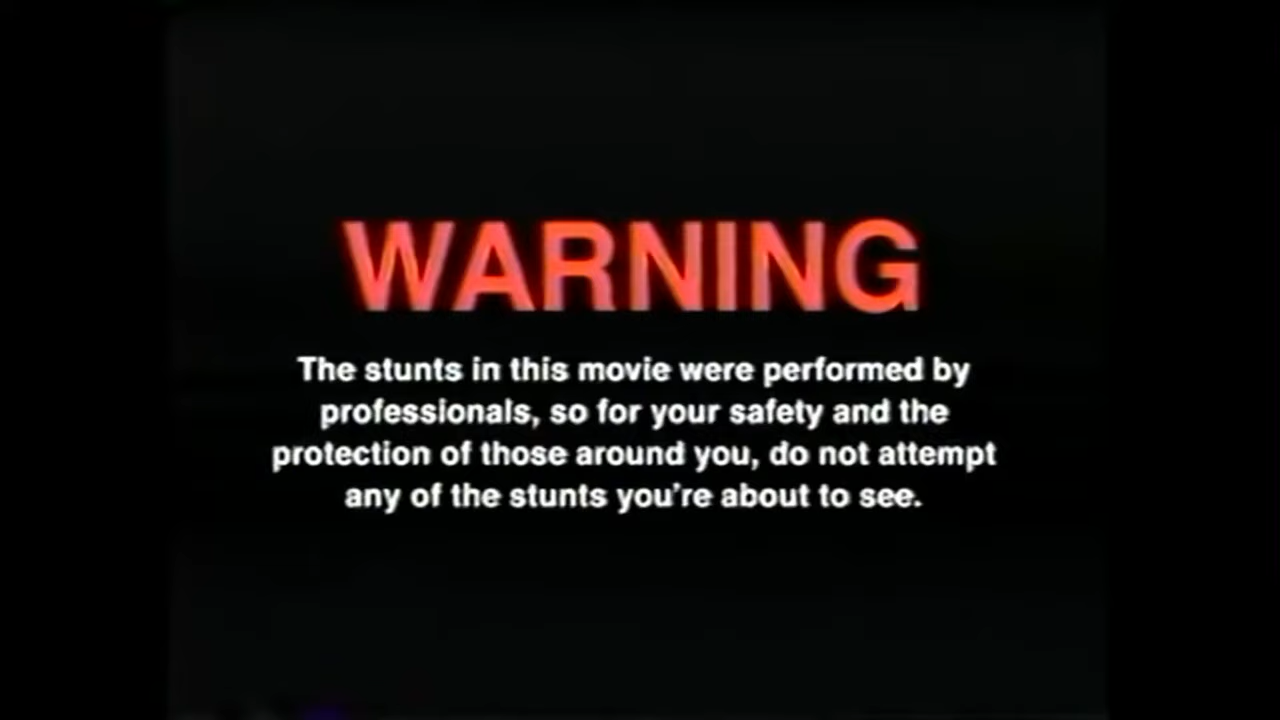 WARNING
The stunts in this movie were performed by
professionals, so for your safety and the
protection of those around you, do not attempt
any of the stunts you're about to see.